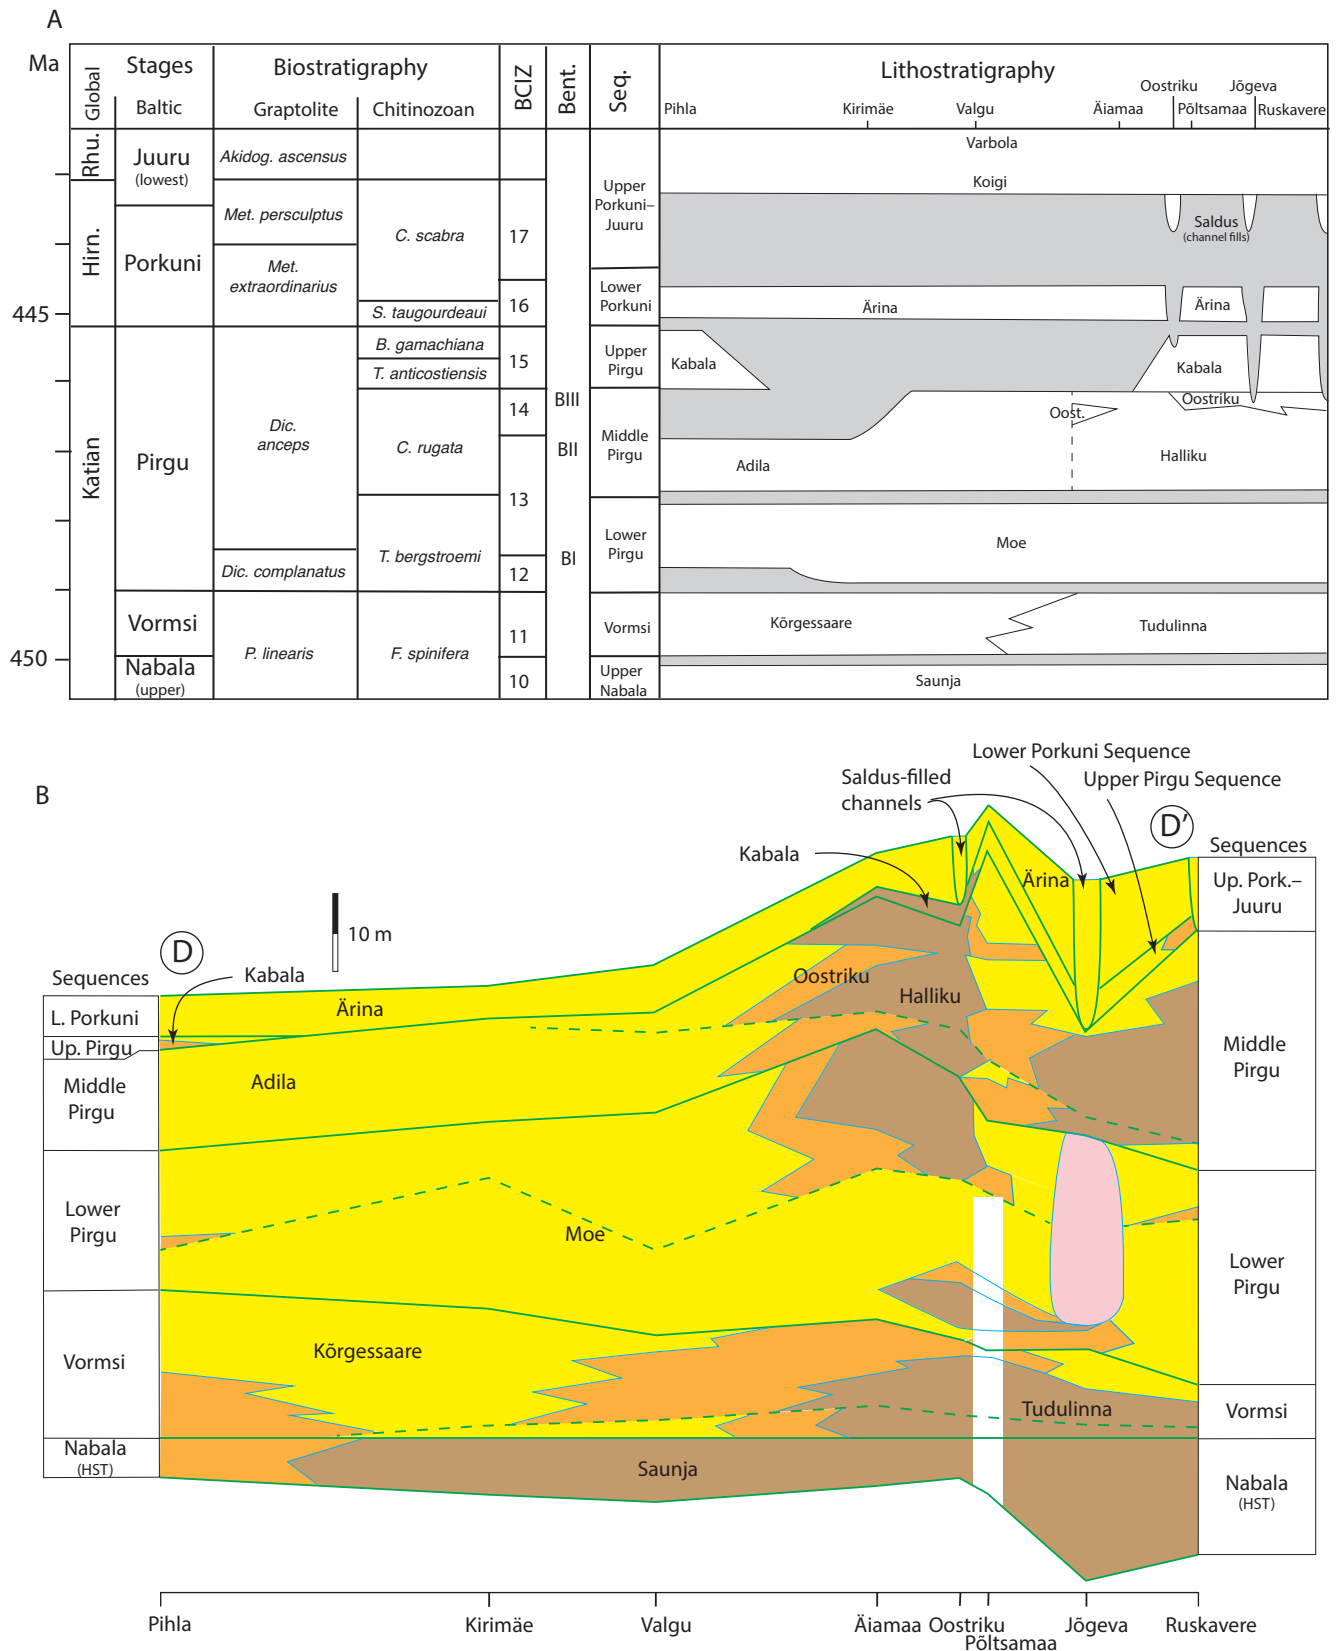 A
Ma
Global
Stages
Baltic
Biostratigraphy
Graptolite
Chitinozoan
BCIZ
Bent.
Seq.
Lithostratigraphy
Pihla
Kirimäe
Valgu
Äiamaa
Oostriku
Põltsamaa
Jõgeva
Ruskavere
Rhu.
Hirn.
Katian
445
450
Juuru
(lowest)
Porkuni
Pirgu
Vormsi
Nabala
(upper)
Akidog. ascensus
Met. persculptus
Met.
extraordinarius
Dic.
anceps
Dic. complanatus
P. linearis
C. scabra
S. taugourdeaui
B. gamachiana
T. anticostiensis
C. rugata
T. bergstroemi
F. spinifera
17
16
15
14
13
12
11
10
BIII
BII
BI
Upper
Porkuni–
Juuru
Lower
Porkuni
Upper
Pirgu
Middle
Pirgu
Lower
Pirgu
Vormsi
Upper
Nabala
Varbola
Koigi
Saldus
(channel fills)
Ärina
Ärina
Kabala
Kabala
Oost.
Oostriku
Adila
Halliku
Moe
Kõrgessaare
Tudulinna
Saunja
B
Lower Porkuni Sequence
Saldus-filled
channels
Upper Pirgu Sequence
D'
Sequences
Kabala
Ärina
Up. Pork.–
Juuru
10 m
D
Sequences
Kabala
L. Porkuni
Up. Pirgu
Middle
Pirgu
Lower
Pirgu
Vormsi
Nabala
(HST)
Ärina
Oostriku
Halliku
Adila
Middle
Pirgu
Moe
Lower
Pirgu
Kõrgessaare
Tudulinna
Vormsi
Saunja
Nabala
(HST)
Pihla
Kirimäe
Valgu
Äiamaa
Oostriku
Põltsamaa
Jõgeva
Ruskavere